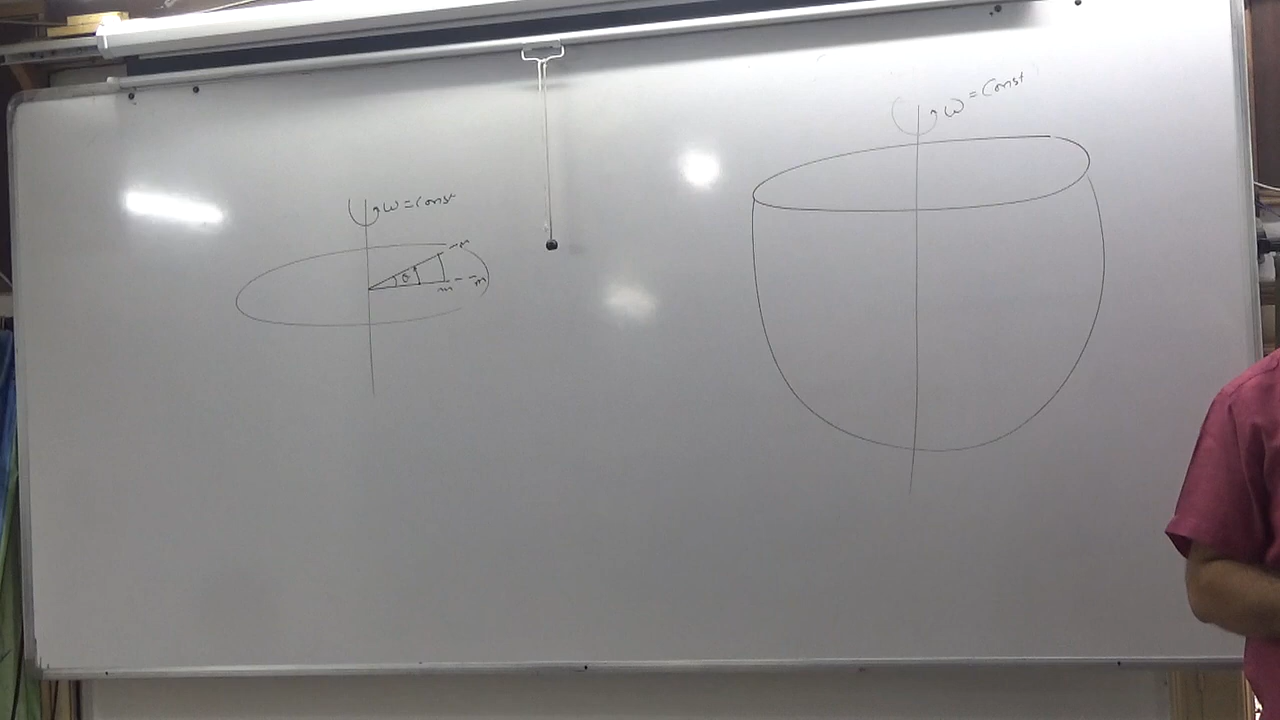 ω = Const
θ
m
m
m
ω = Const